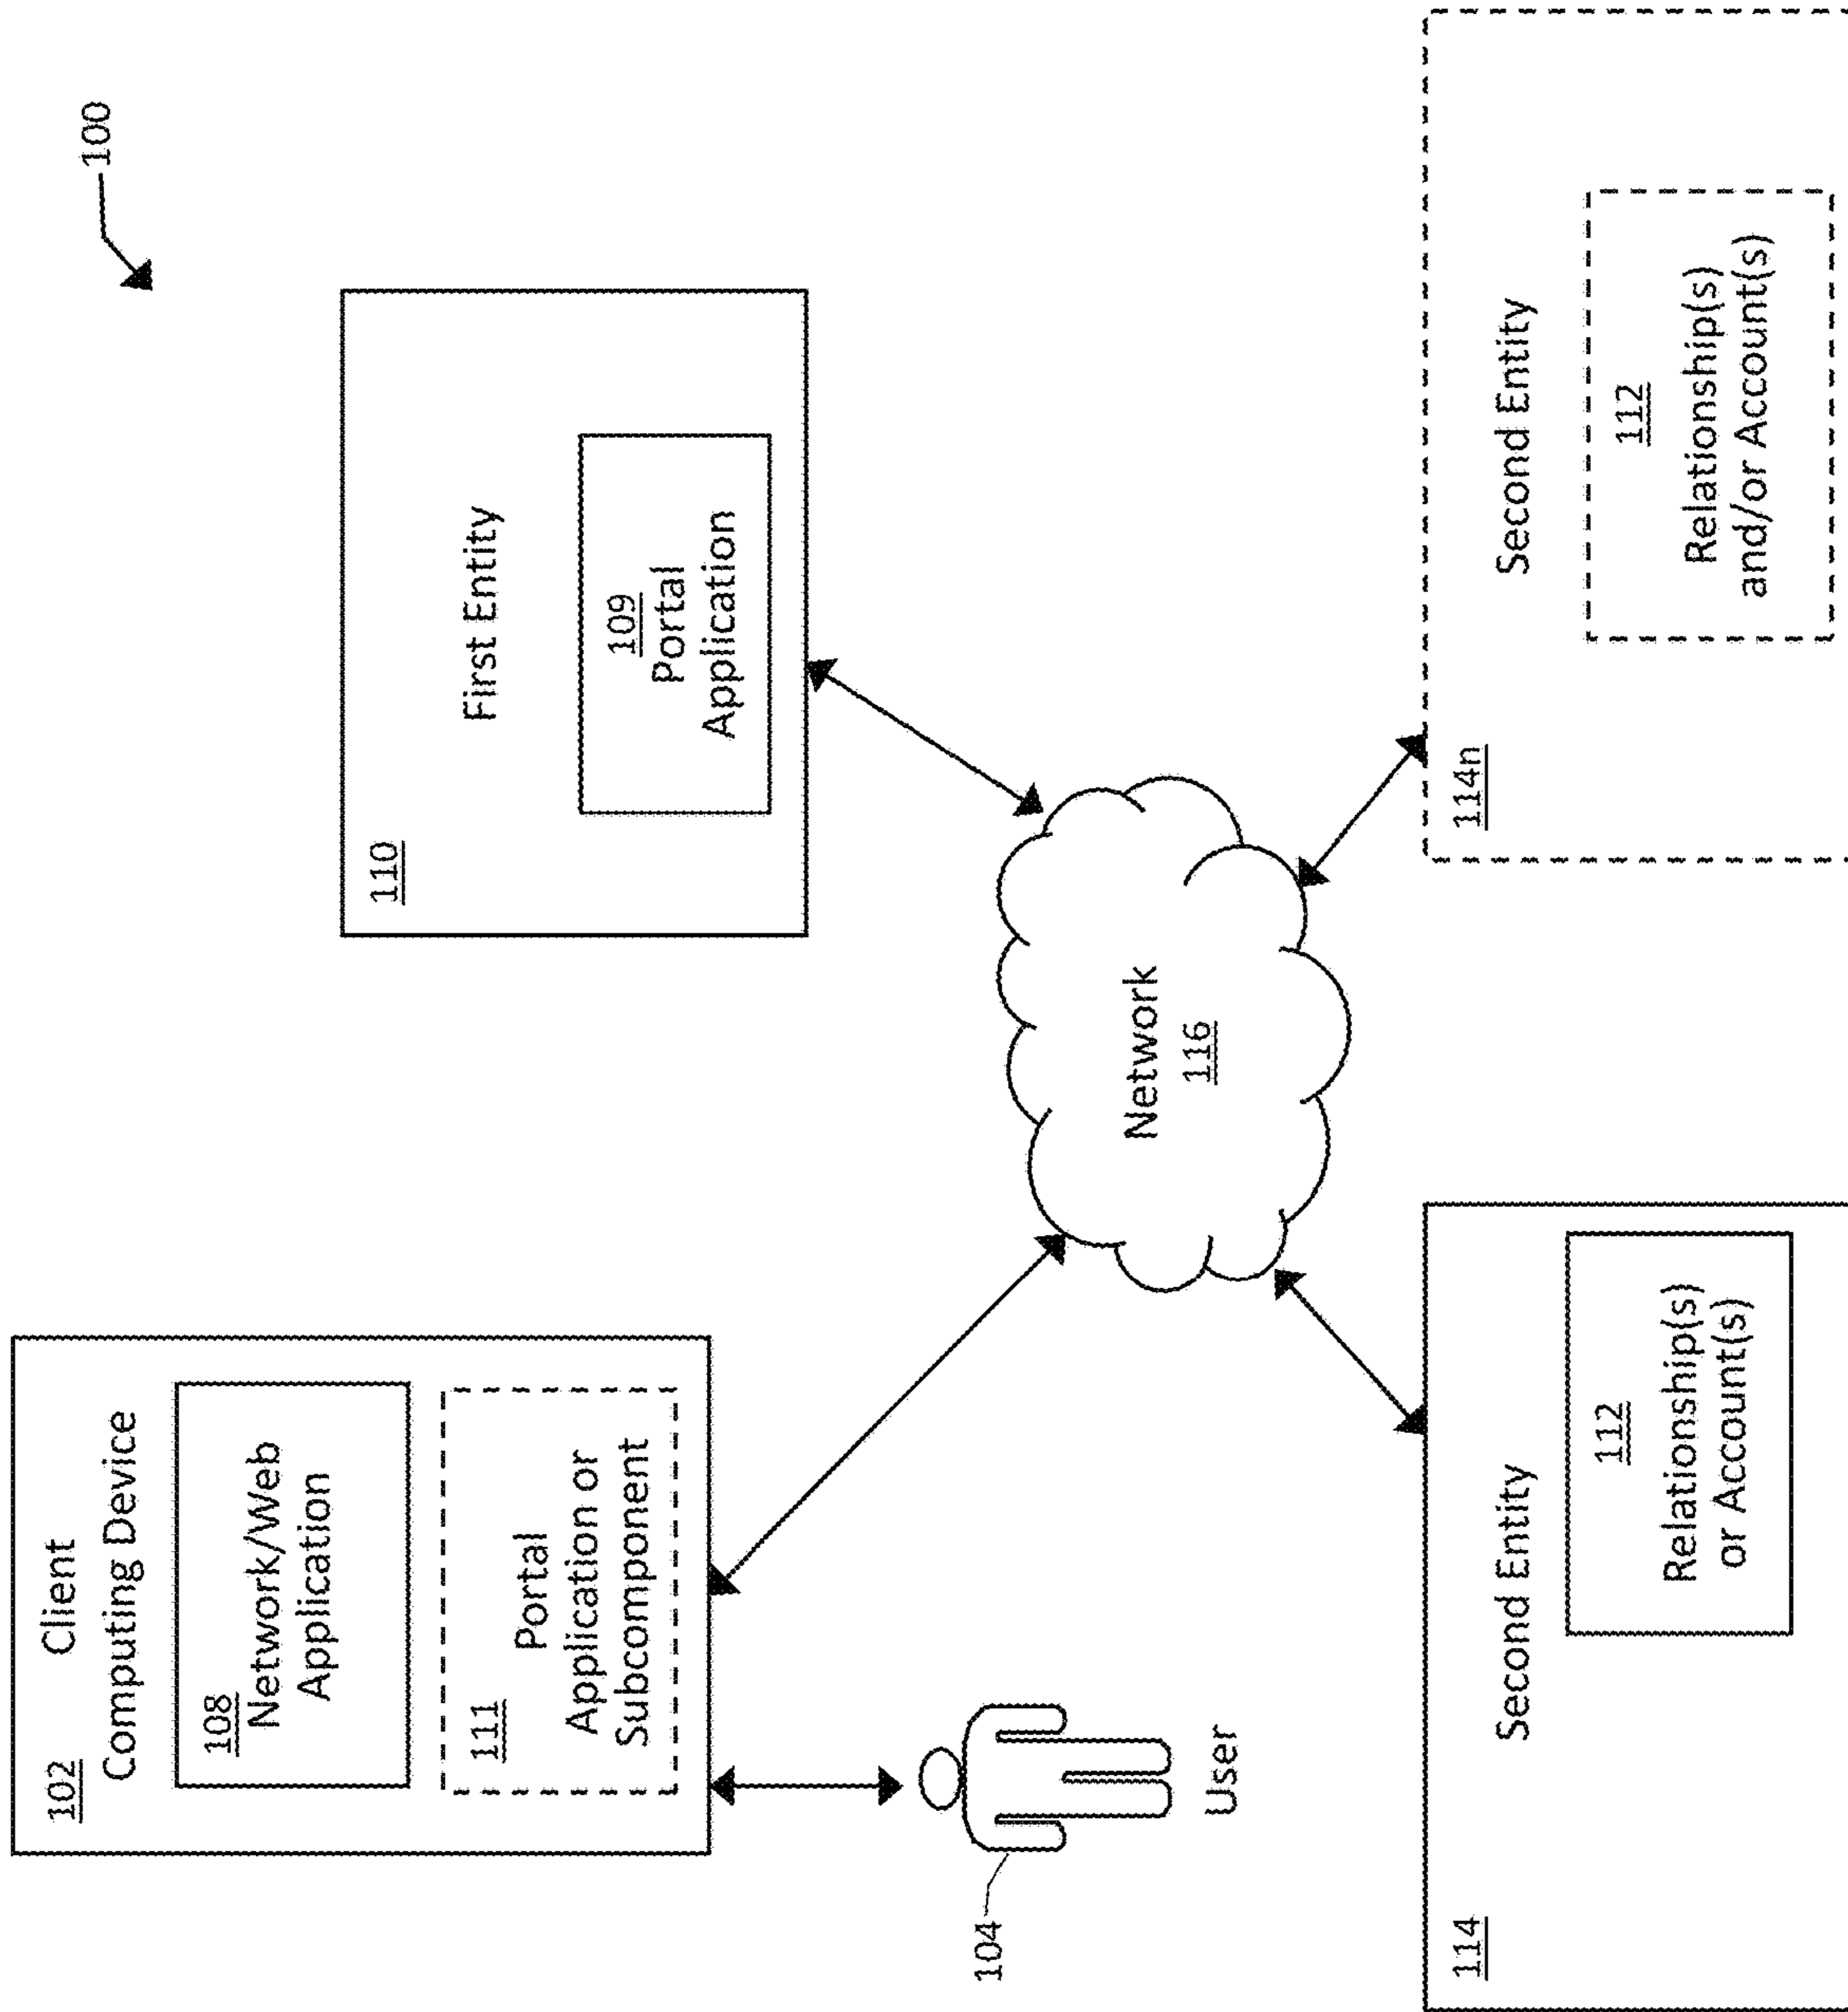 100
Client
102
Computing Device
108
Network/Web
Application
111
Portal
Application or
Subcomponent
104
User
110
First Entity
109
Portal
Application
Network
116
114
Second Entity
112
Relationship(s)
or Account(s)
114n
Second Entity
112
Relationship(s)
and/or Account(s)